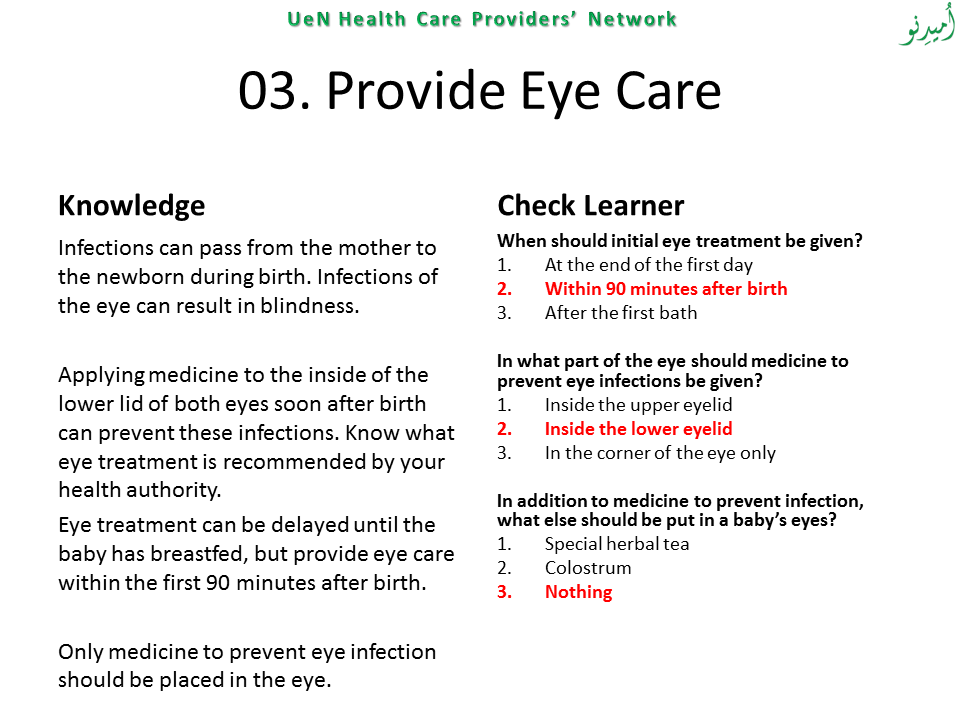 UeN Health Care Providers’ Network
اُمیدِنو
03. Provide Eye Care
Knowledge
Infections can pass from the mother to
the newborn during birth. Infections of
the eye can result in blindness.
Applying medicine to the inside of the
lower lid of both eyes soon after birth
can prevent these infections. Know what
eye treatment is recommended by your
health authority.
Eye treatment can be delayed until the
baby has breastfed, but provide eye care
within the first 90 minutes after birth.
Only medicine to prevent eye infection
should be placed in the eye.
Check Learner
When should initial eye treatment be given?
1. At the end of the first day
2. Within 90 minutes after birth
3. After the first bath
In what part of the eye should medicine to
prevent eye infections be given?
1. Inside the upper eyelid
2. Inside the lower eyelid
3. In the corner of the eye only
In addition to medicine to prevent infection,
what else should be put in a baby’s eyes?
1. Special herbal tea
2. Colostrum
3. Nothing